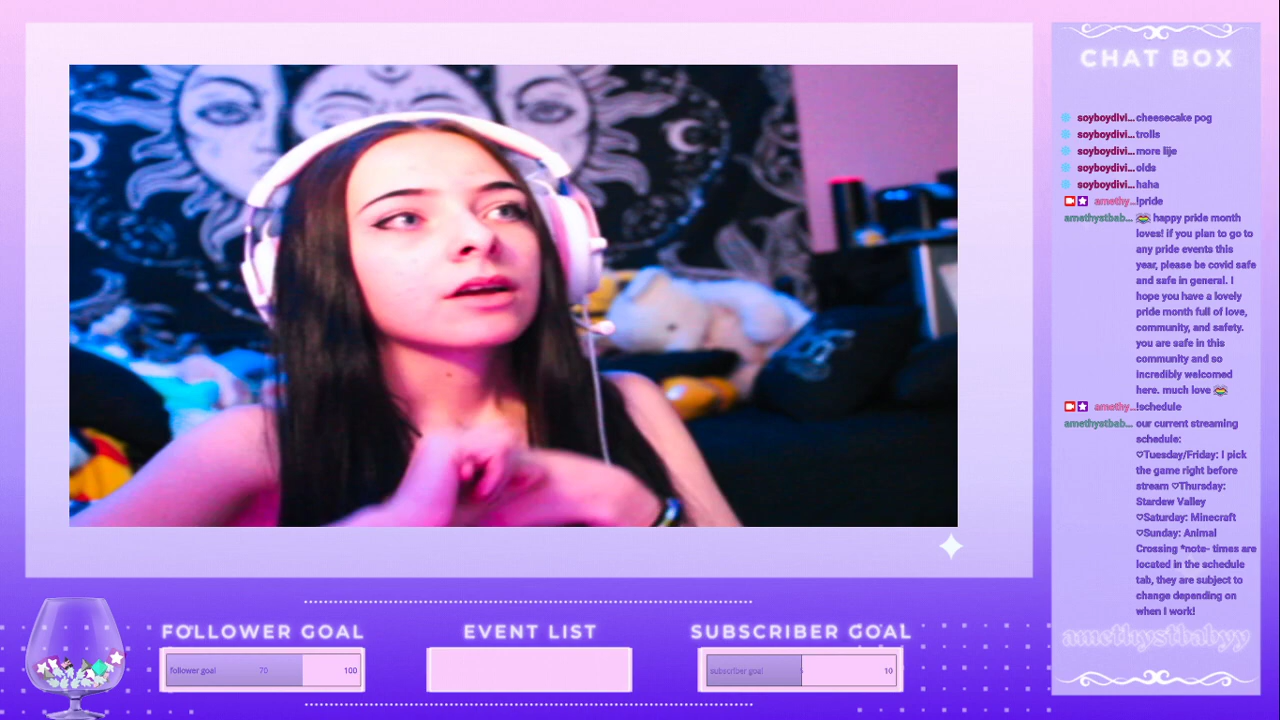 CHAT BOX
soyboydivi... cheesecake pog
soyboydivi... trolls
soyboydivi... more lije
soyboydivi... olds
soyboydivi... haha
amethy... !pride
amethystbab... happy pride month
loves! if you plan to go to
any pride events this
year, please be covid safe
and safe in general. I
hope you have a lovely
pride month full of love,
community, and safety.
you are safe in this
community and so
incredibly welcomed
here. much love
amethy... !schedule
amethystbab... our current streaming
schedule:
♡Tuesday/Friday: I pick
the game right before
stream ♡Thursday:
Stardew Valley
♡Saturday: Minecraft
♡Sunday: Animal
Crossing *note- times are
located in the schedule
tab, they are subject to
change depending on
when I work!
amethystbabyy
FOLLOWER GOAL
follower goal 70 100
EVENT LIST
SUBSCRIBER GOAL
subscriber goal 10